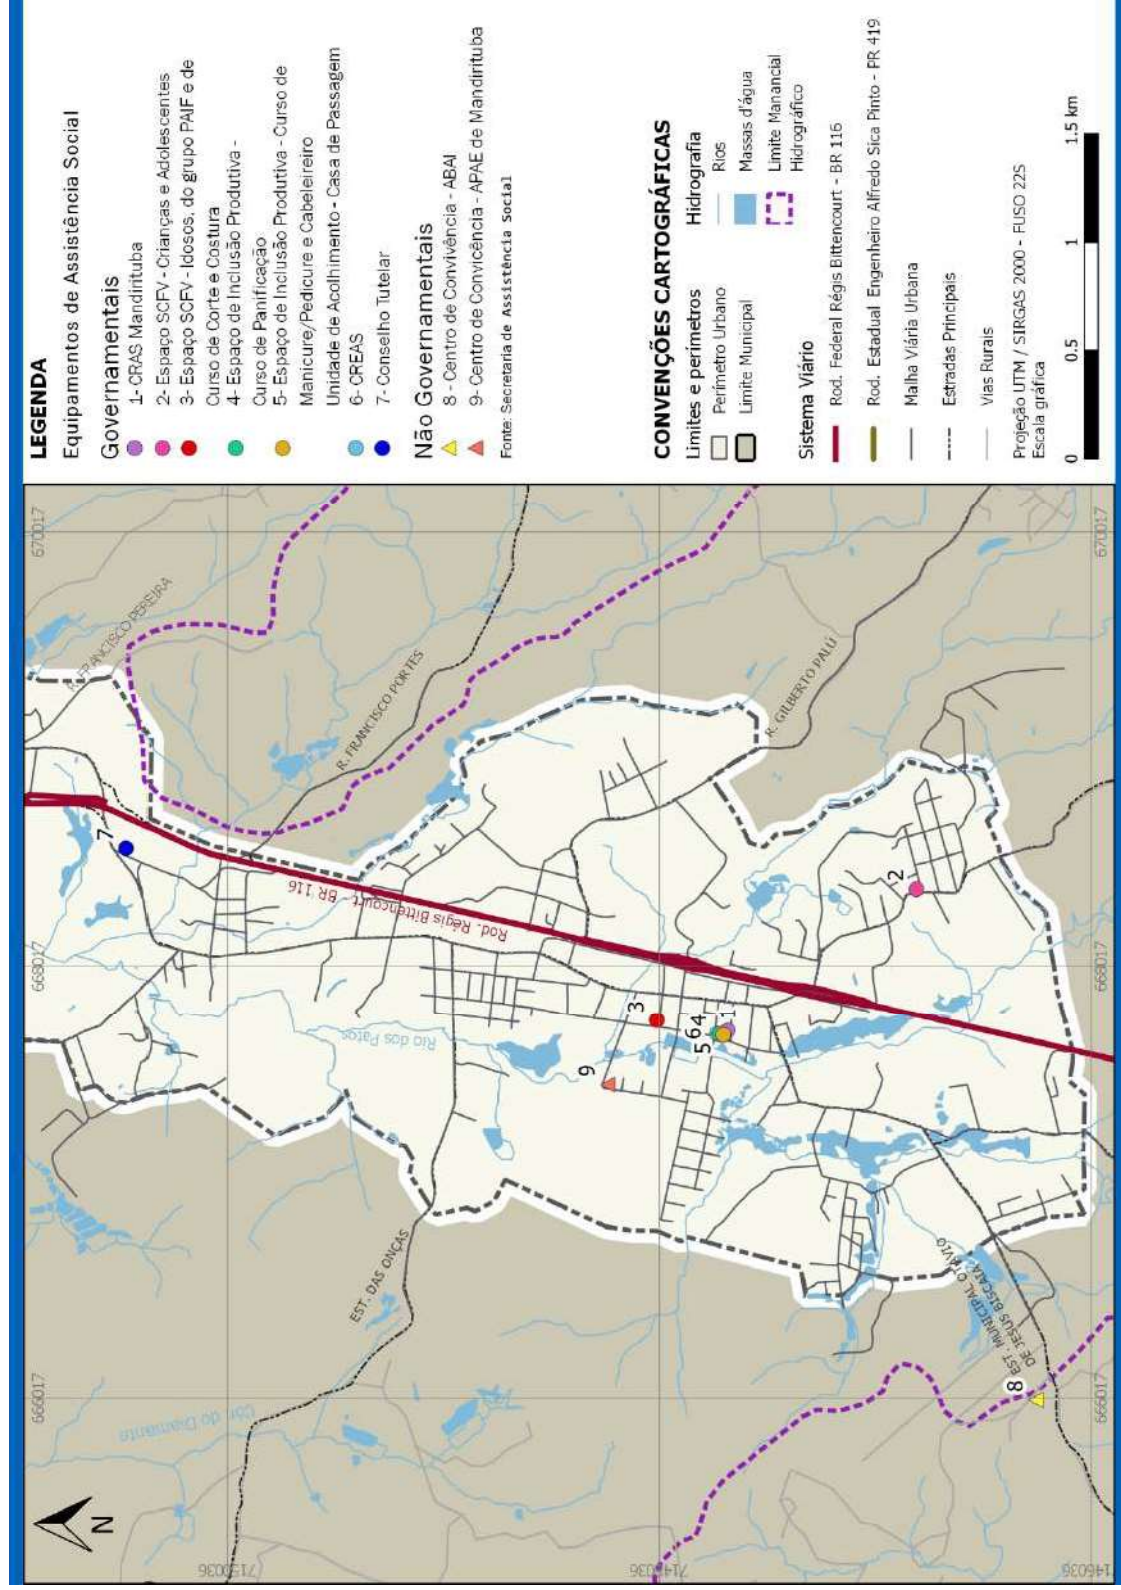 LEGENDA
Equipamentos de Assistência Social
Governamentais
1- CRAS Mandirituba
2- Espaço SCFV - Crianças e Adolescentes
3- Espaço SCFV - Idosos, do grupo PAIF e de
Curso de Corte e Costura
4- Espaço de Inclusão Produtiva -
Curso de Panificação
5- Espaço de Inclusão Produtiva - Curso de
Manicure/Pedicure e Cabeleireiro
Unidade de Acolhimento - Casa de Passagem
6- CREAS
7- Conselho Tutelar
Não Governamentais
8 - Centro de Convivência - ABAI
9- Centro de Convicência - APAE de Mandirituba
Fonte: Secretaria de Assistência Social
CONVENÇÕES CARTOGRÁFICAS
Limites e perímetros
Perímetro Urbano
Limite Municipal
Hidrografia
Rios
Massas d'água
Limite Manancial
Hidrográfico
Sistema Viário
Rod. Federal Régis Bittencourt - BR 116
Rod. Estadual Engenheiro Alfredo Sica Pinto - PR 419
Malha Viária Urbana
Estradas Principais
Vias Rurais
Projeção UTM / SIRGAS 2000 - FUSO 22S
Escala gráfica
0
0.5
1
1.5 km
N
666017
668017
670017
666017
668017
670017
7150036
7148036
7146036
R. FRANCISCO PEREIRA
R. FRANCISCO PORTES
R. GILBERTO PALÚ
Rod. Régis Bittencourt - BR 116
Rio dos Patos
Cór. do Diamante
EST. DAS ONÇAS
EST. MUNICIPAL OTÁVIO
DE JESUS BISCAIA
7
3
9
5
6
4
1
2
8